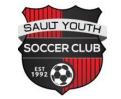 SAULT YOUTH
SOCCER CLUB
EST
1992